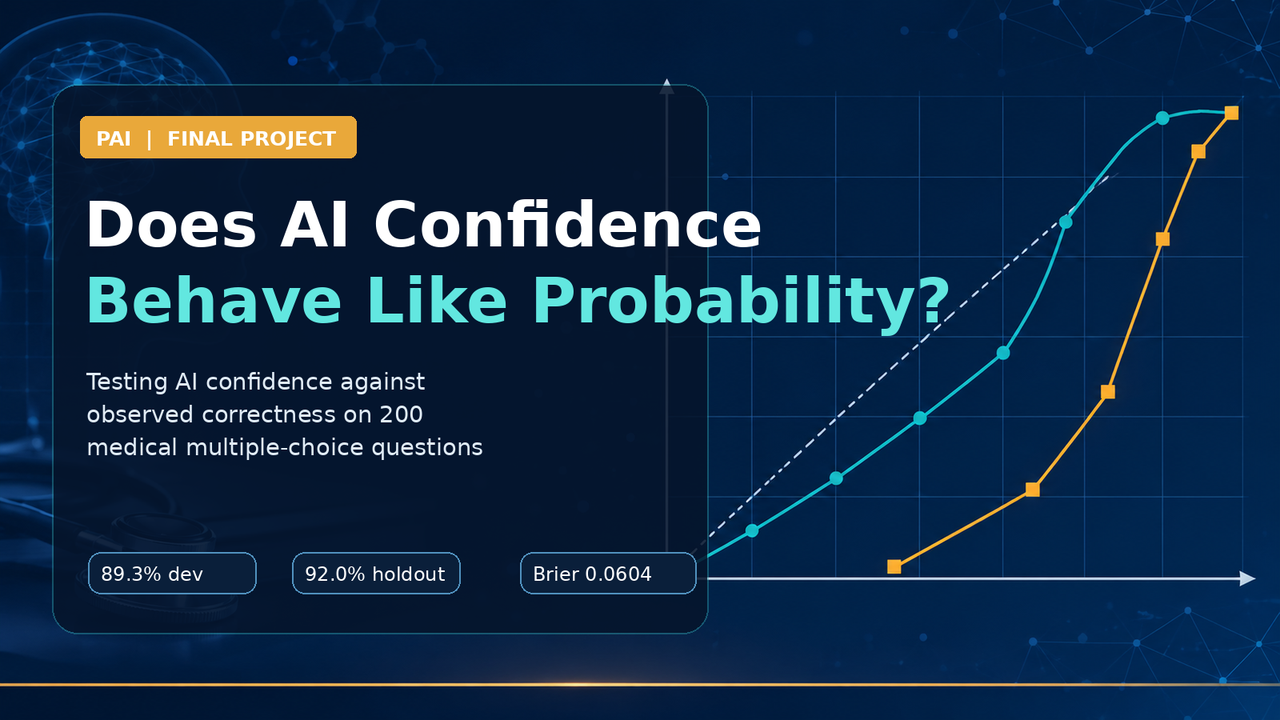 PAI | FINAL PROJECT
Does AI Confidence
Behave Like Probability?
Testing AI confidence against
observed correctness on 200
medical multiple-choice questions
89.3% dev
92.0% holdout
Brier 0.0604